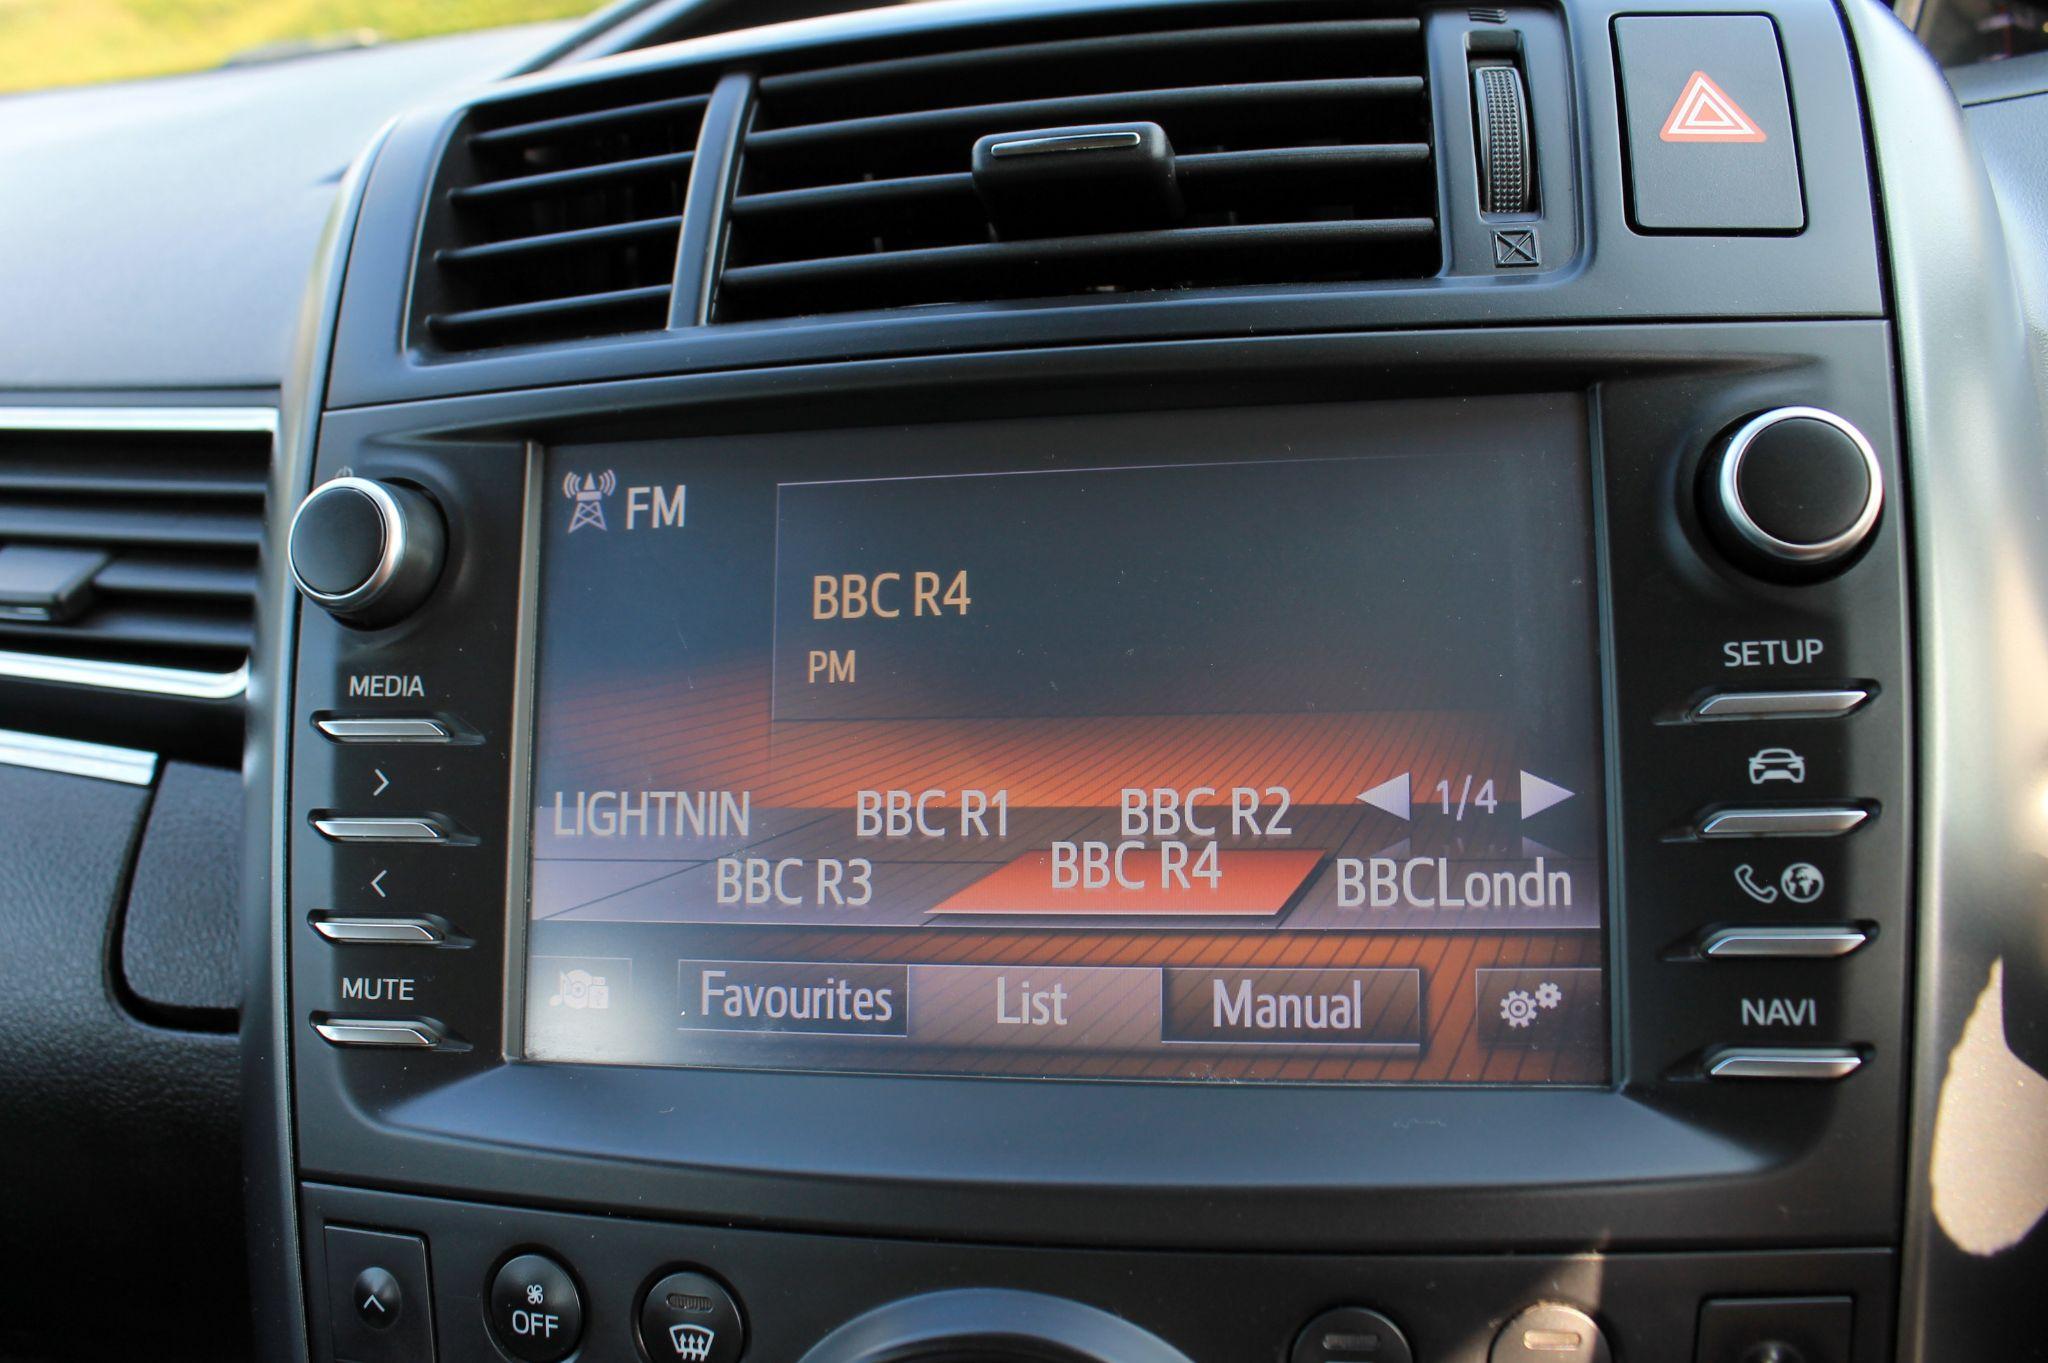 FM
BBC R4
PM
LIGHTNIN BBC R1 BBC R2 1/4
BBC R3 BBC R4 BBCLondn
Favourites List Manual
MEDIA
>
<
MUTE
SETUP
NAVI
OFF